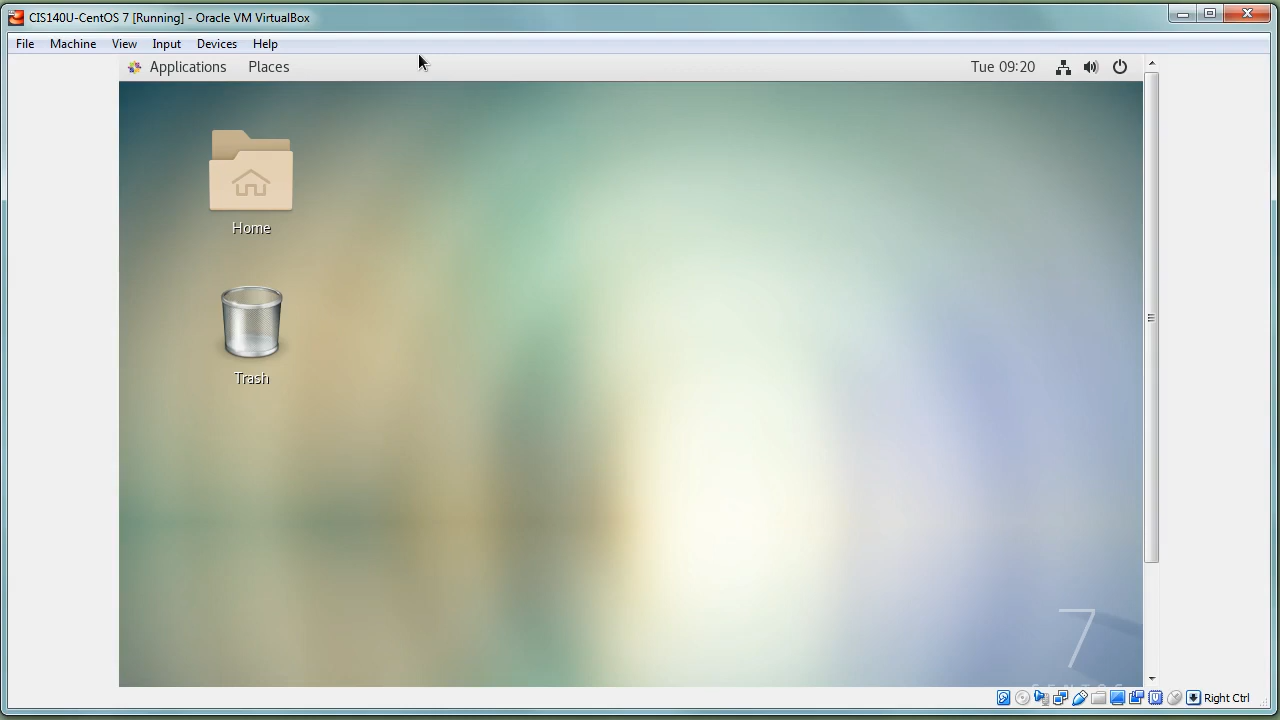 CIS140U-CentOS 7 [Running] - Oracle VM VirtualBox
File Machine View Input Devices Help
Applications Places Tue 09:20
Home
Trash
7
CENTOS
Right Ctrl